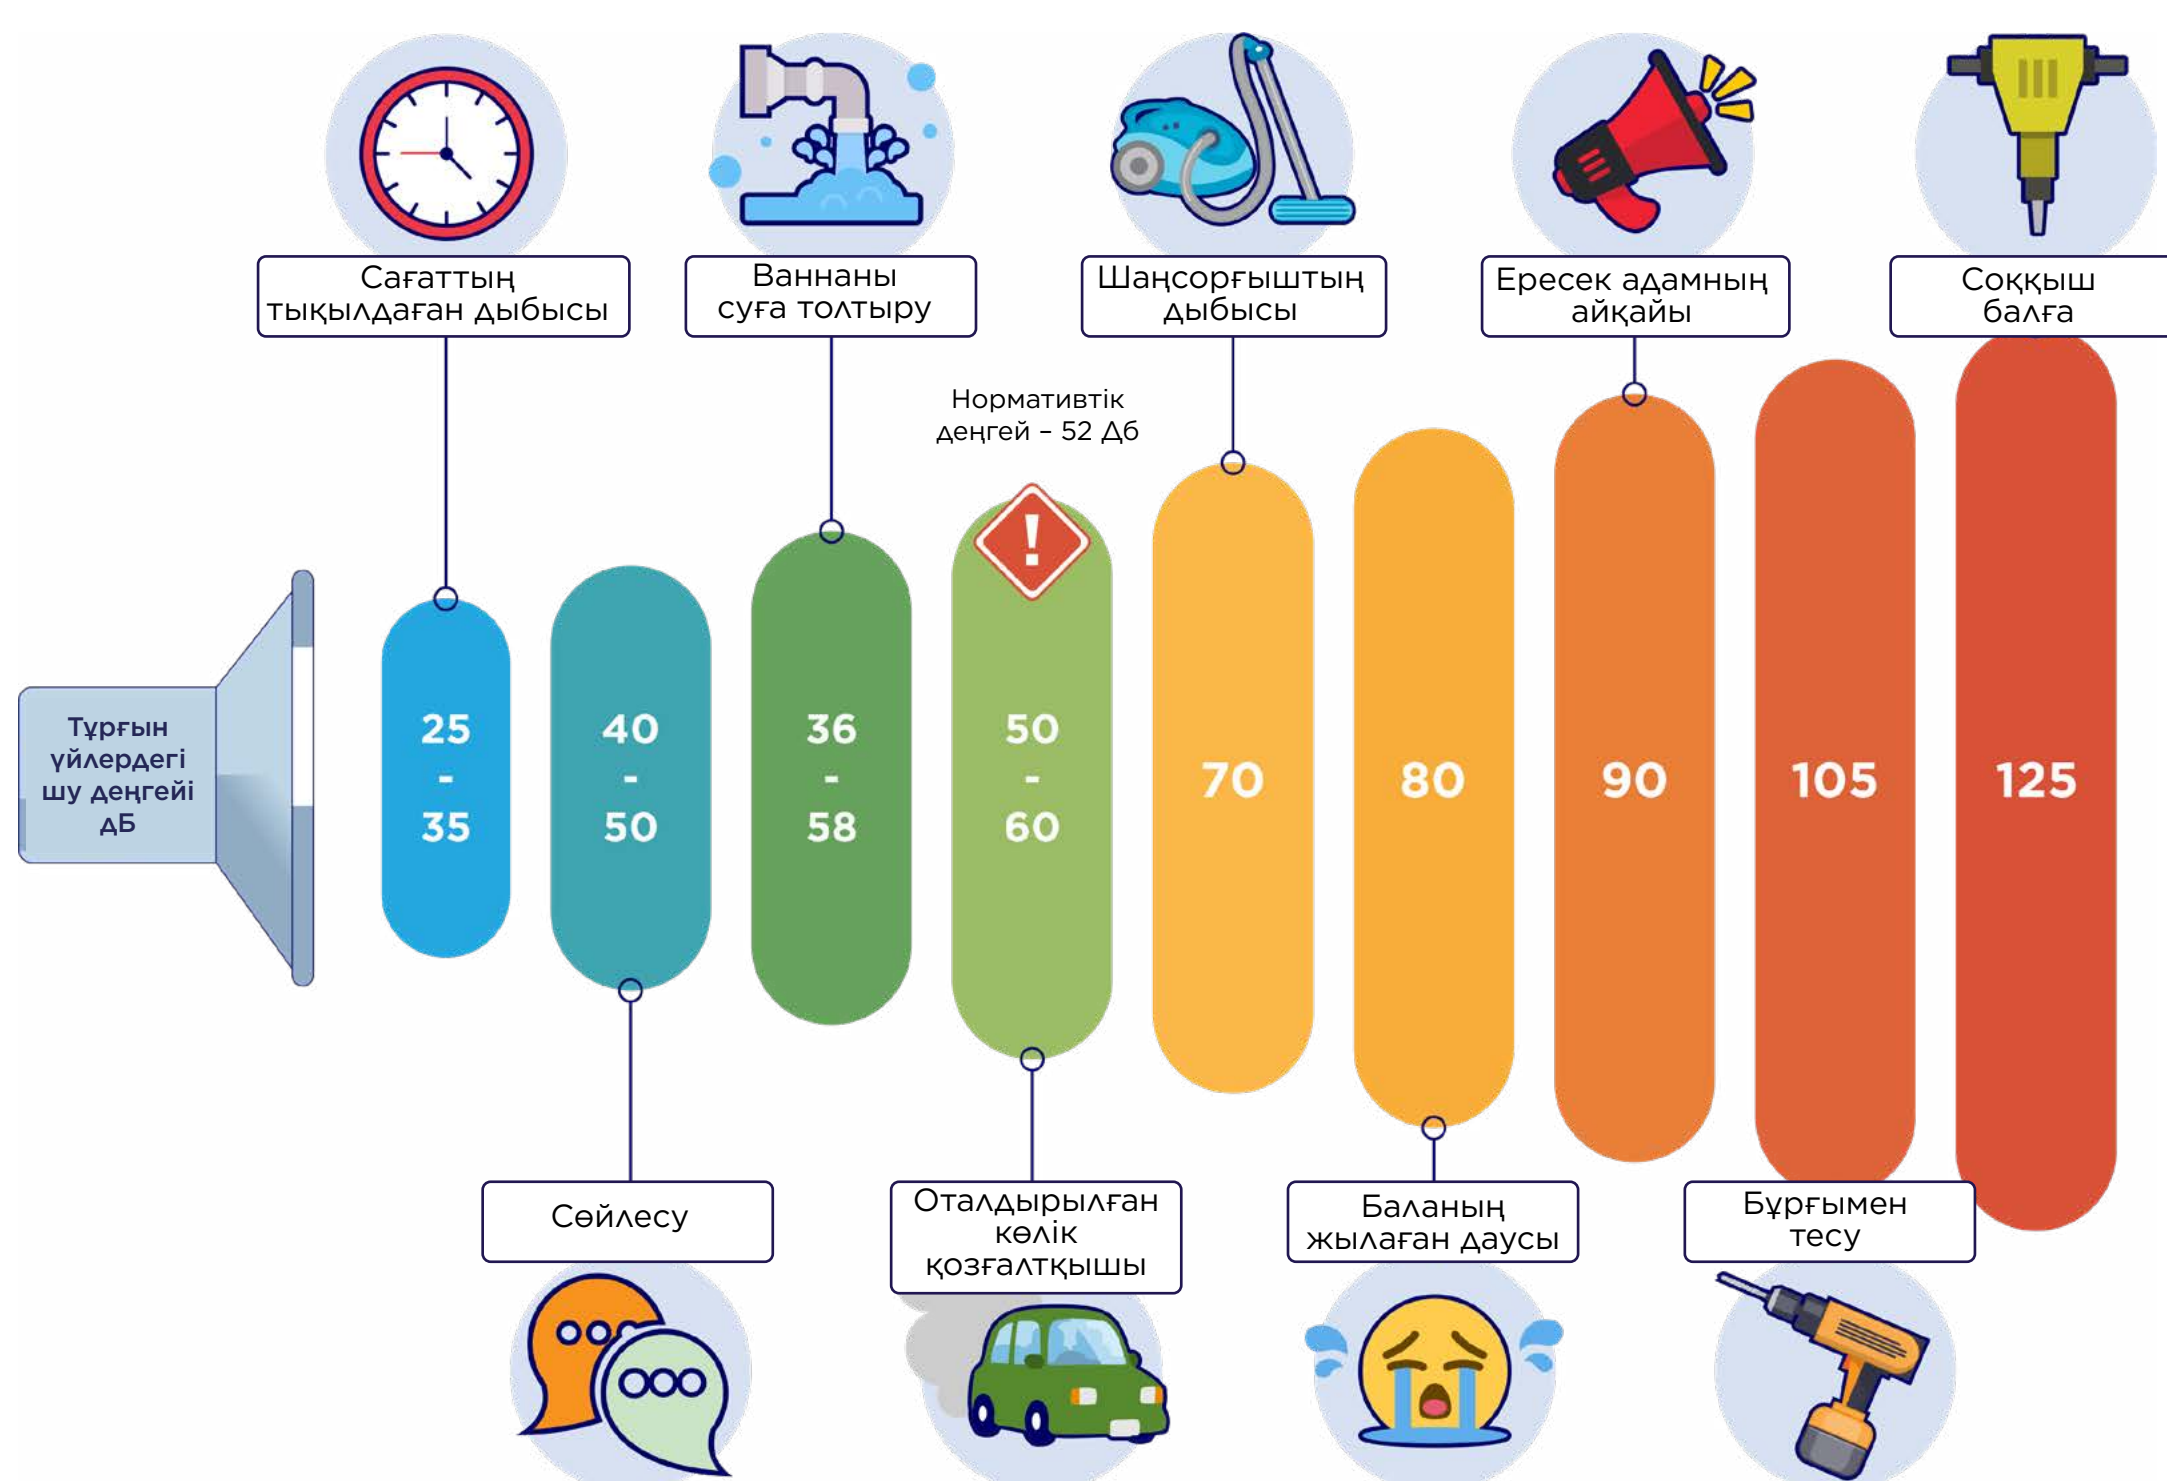 Сағаттың
тықылдаған дыбысы
Ваннаны
суға толтыру
Шаңсорғыштың
дыбысы
Ересек адамның
айқайы
Соққыш
балға
Нормативтік
деңгей – 52 Дб
Тұрғын
үйлердегі
шу деңгейі
дБ
25
-
35
40
-
50
36
-
58
!
50
-
60
70
80
90
105
125
Сөйлесу
Оталдырылған
көлік
қозғалтқышы
Баланың
жылаған даусы
Бұрғымен
тесу